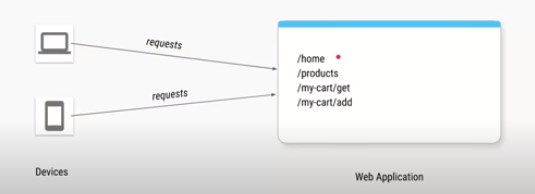 requests
requests
/home
/products
/my-cart/get
/my-cart/add
Devices
Web Application